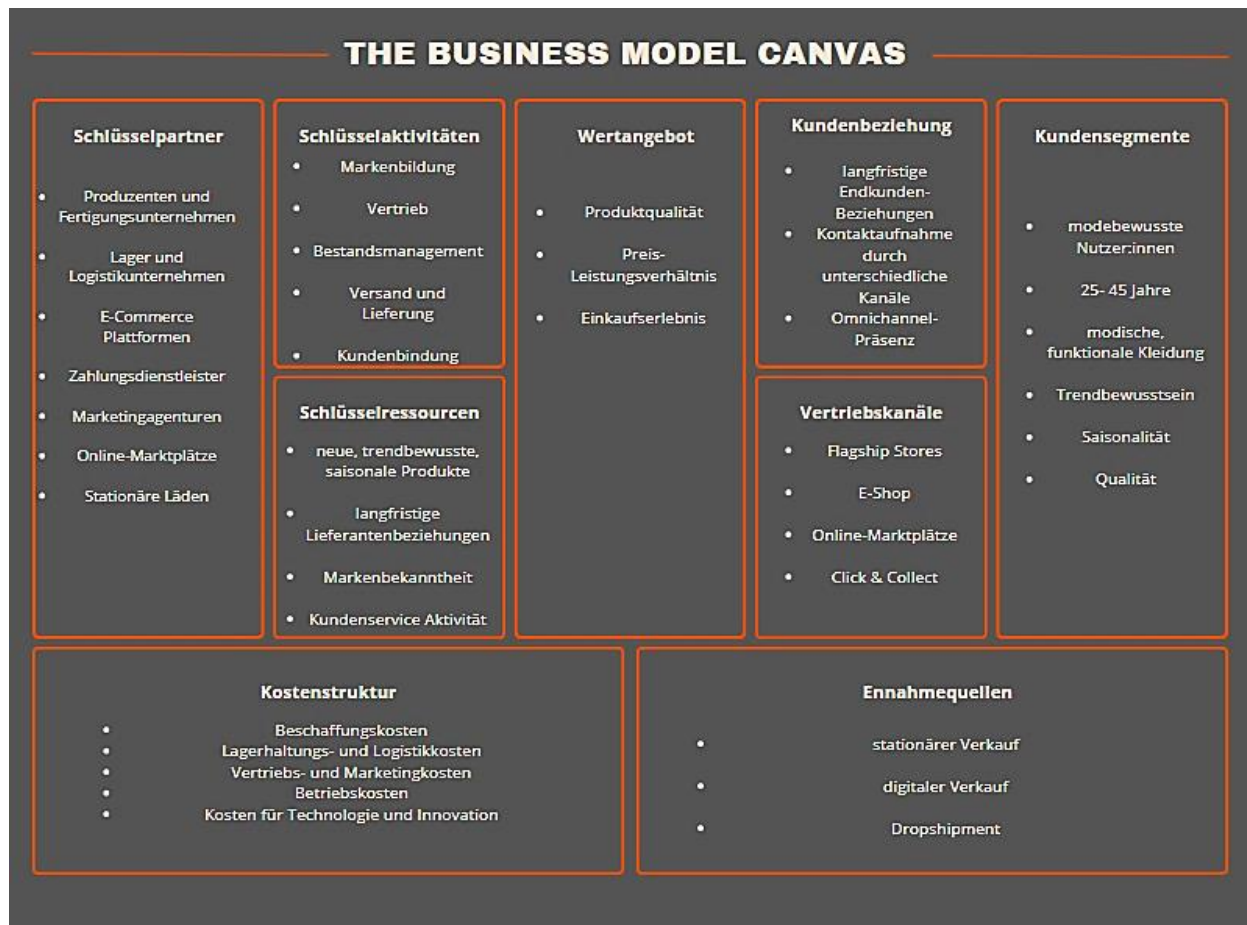 THE BUSINESS MODEL CANVAS
Schlüsselpartner
• Produzenten und
Fertigungsunternehmen
• Lager und
Logistikunternehmen
• E-Commerce
Plattformen
• Zahlungsdienstleister
• Marketingagenturen
• Online-Marktplätze
• Stationäre Läden
Schlüsselaktivitäten
• Markenbildung
• Vertrieb
• Bestandsmanagement
• Versand und
Lieferung
• Kundenbindung
Schlüsselressourcen
• neue, trendbewusste,
saisonale Produkte
• langfristige
Lieferantenbeziehungen
• Markenbekanntheit
• Kundenservice Aktivität
Wertangebot
• Produktqualität
• Preis-
Leistungsverhältnis
• Einkaufserlebnis
Kundenbeziehung
• langfristige
Endkunden-
Beziehungen
• Kontaktaufnahme
durch
unterschiedliche
Kanäle
• Omnichannel-
Präsenz
Vertriebskanäle
• Flagship Stores
• E-Shop
• Online-Marktplätze
• Click & Collect
Kundensegmente
• modebewusste
Nutzer:innen
• 25- 45 Jahre
• modische,
funktionale Kleidung
• Trendbewusstsein
• Saisonalität
• Qualität
Kostenstruktur
• Beschaffungskosten
• Lagerhaltungs- und Logistikkosten
• Vertriebs- und Marketingkosten
• Betriebskosten
• Kosten für Technologie und Innovation
Ennahmequellen
• stationärer Verkauf
• digitaler Verkauf
• Dropshipment